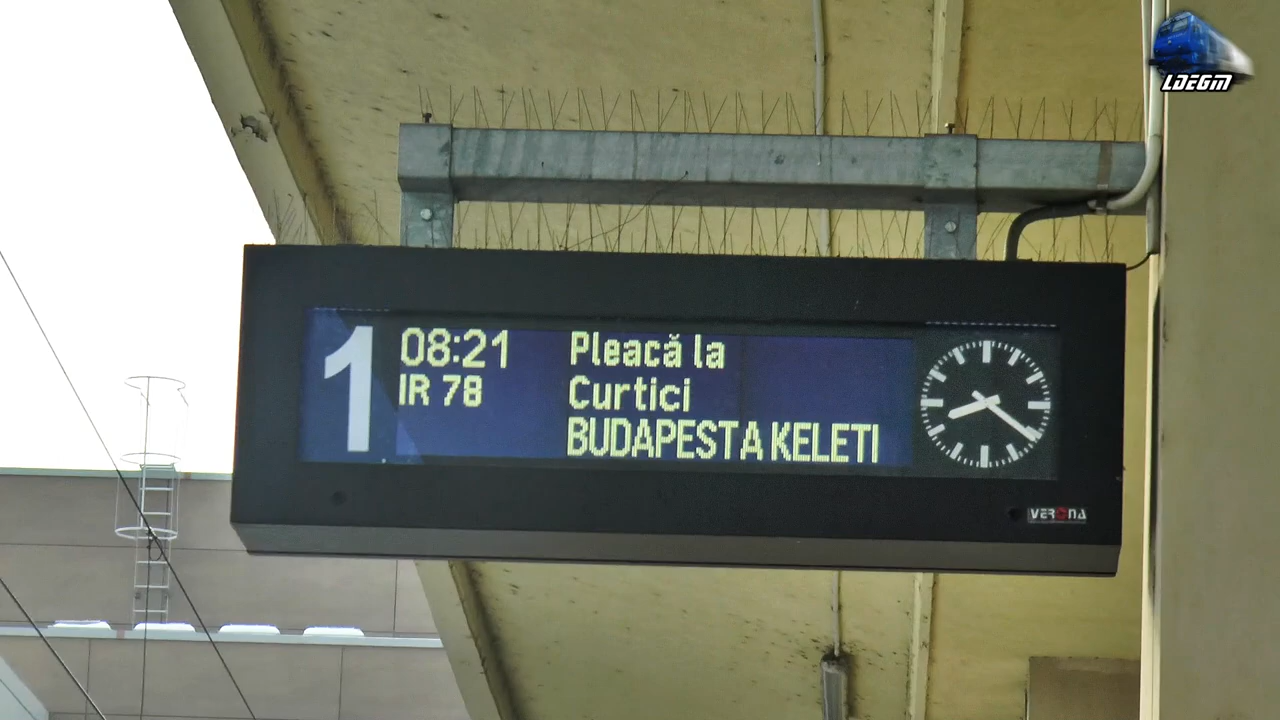 LDEGM
1
08:21
Pleacă la
IR 78
Curtici
BUDAPESTA KELETI
VERONA